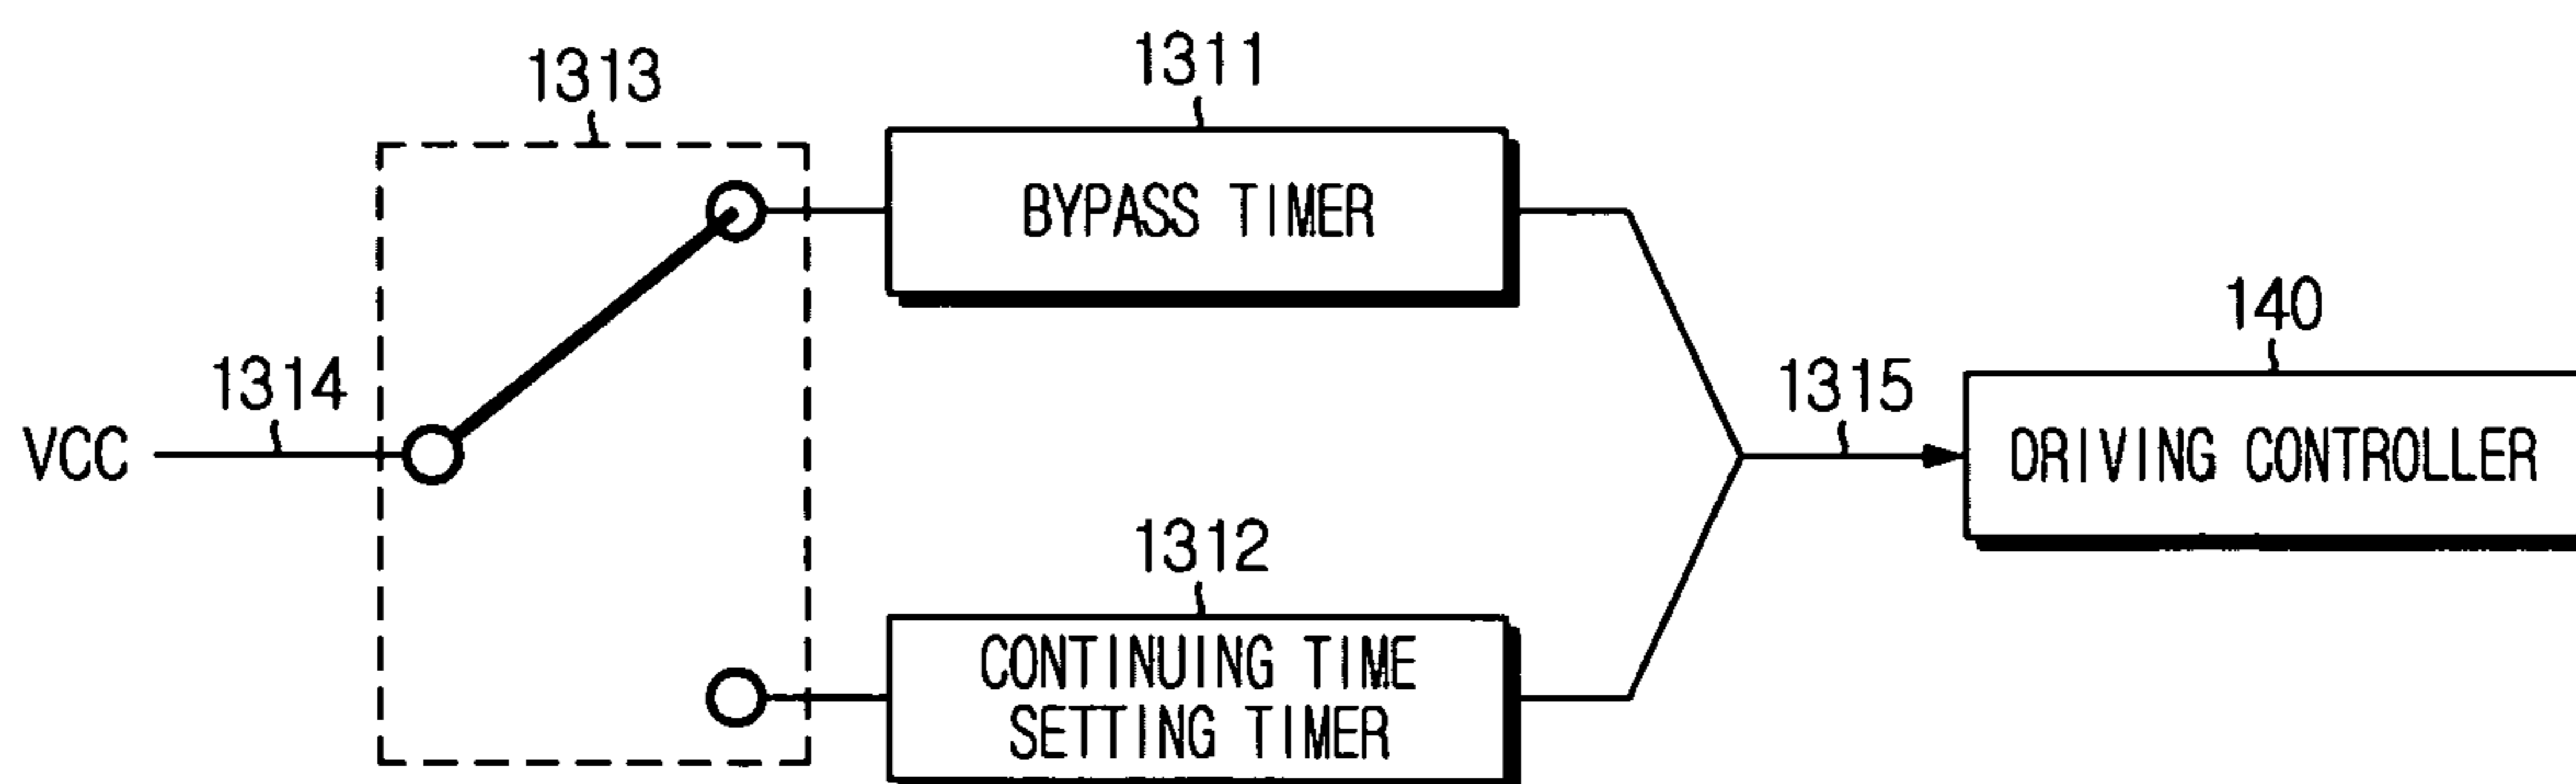 1313
1311
BYPASS TIMER
1314
VCC
140
1315
DRIVING CONTROLLER
1312
CONTINUING TIME
SETTING TIMER